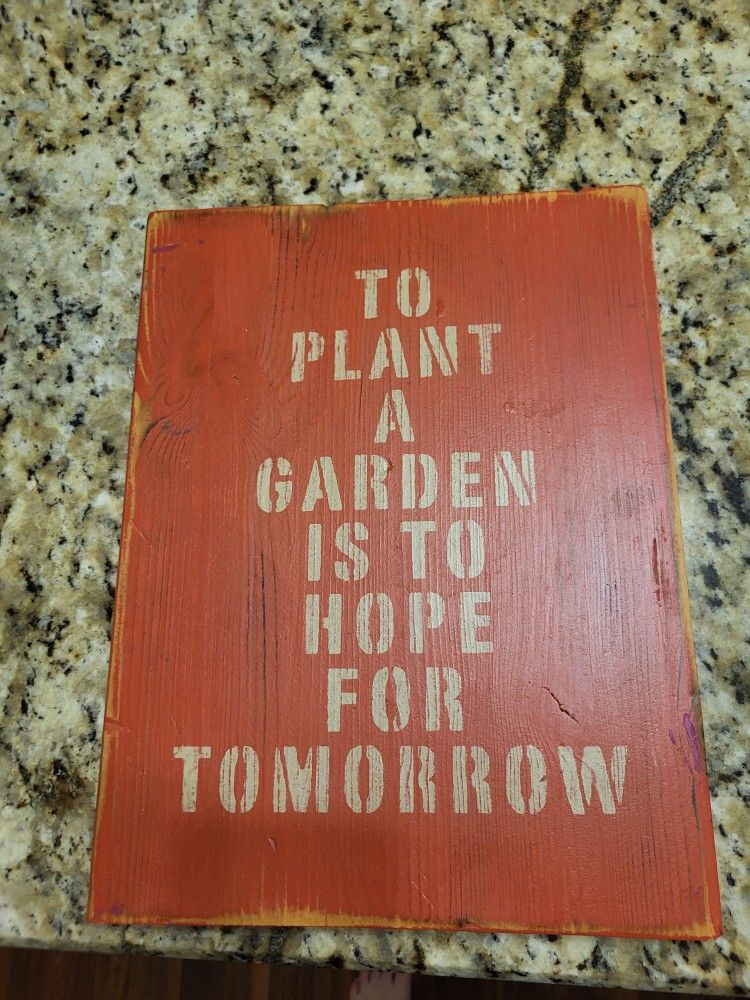 TO
PLANT
A
GARDEN
IS TO
HOPE
FOR
TOMORROW